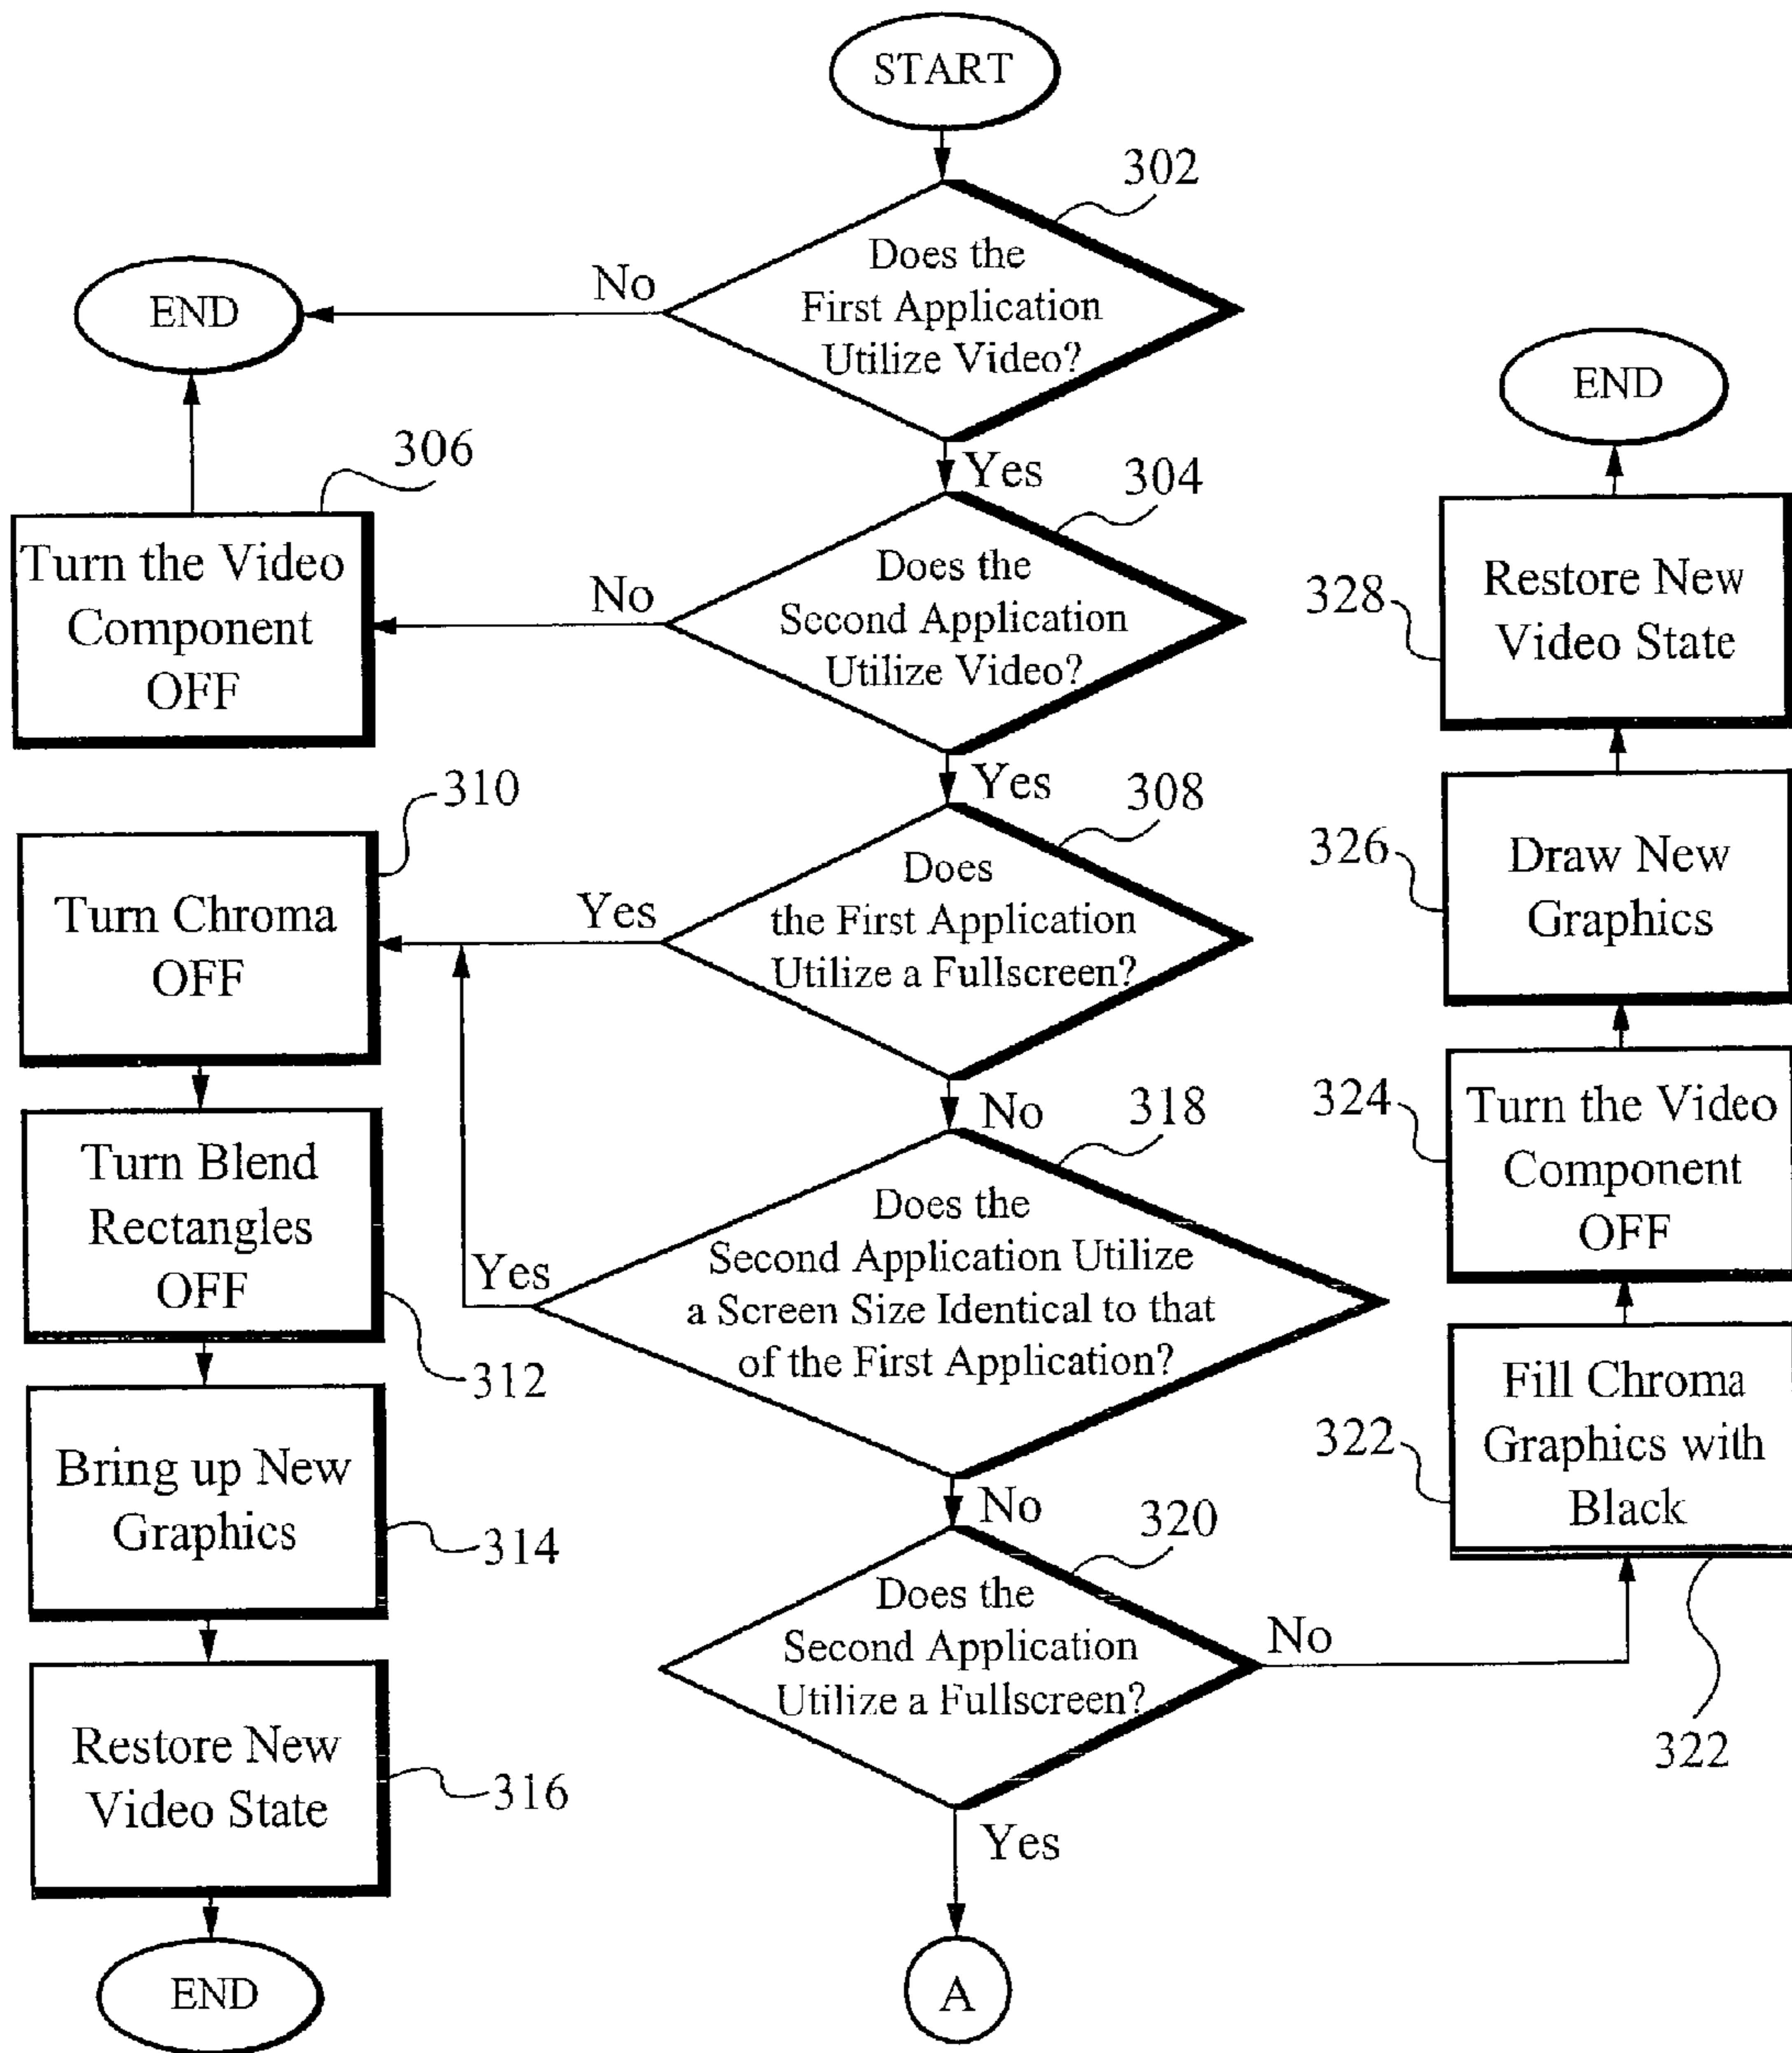 START
302
Does the
First Application
Utilize Video?
No
END
Yes
304
Does the
Second Application
Utilize Video?
No
306
Turn the Video
Component
OFF
Yes
308
Does
the First Application
Utilize a Fullscreen?
Yes
310
Turn Chroma
OFF
Turn Blend
Rectangles
OFF
312
Bring up New
Graphics
314
Restore New
Video State
316
END
No
318
Does the
Second Application Utilize
a Screen Size Identical to that
of the First Application?
Yes
No
320
Does the
Second Application
Utilize a Fullscreen?
No
Yes
A
322
Fill Chroma
Graphics with
Black
322
324
Turn the Video
Component
OFF
326
Draw New
Graphics
328
Restore New
Video State
END